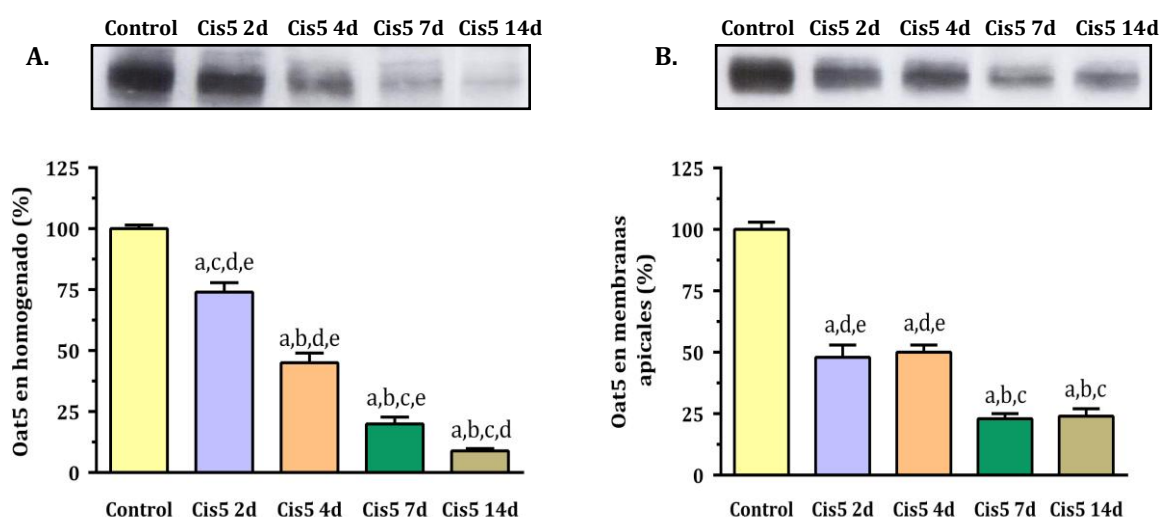 Control Cis5 2d Cis5 4d Cis5 7d Cis5 14d
A.
125
100
75
50
25
0
Oat5 en homogenado (%)
a,c,d,e
a,b,d,e
a,b,c,e
a,b,c,d
Control Cis5 2d Cis5 4d Cis5 7d Cis5 14d
Control Cis5 2d Cis5 4d Cis5 7d Cis5 14d
B.
125
100
75
50
25
0
Oat5 en membranas
apicales (%)
a,d,e
a,d,e
a,b,c
a,b,c
Control Cis5 2d Cis5 4d Cis5 7d Cis5 14d